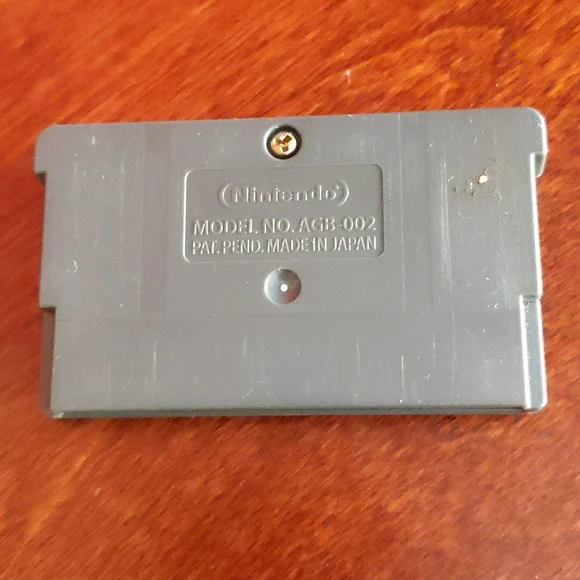 Nintendo
MODEL NO. AGB-002
PAT. PEND. MADE IN JAPAN